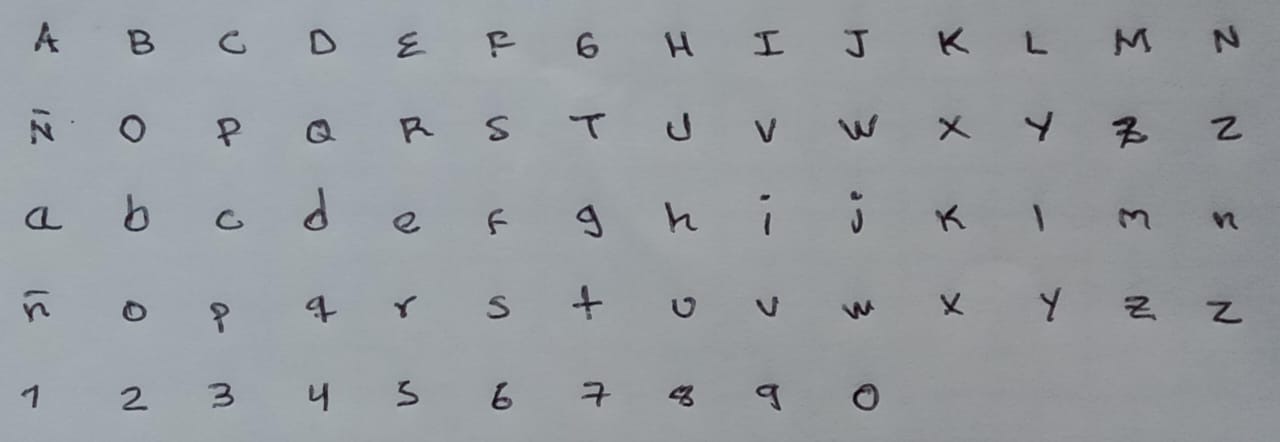 A B C D E F G H I J K L M N
Ñ O P Q R S T U V W X Y Z Z
a b c d e f g h i j k l m n
ñ o p q r s t u v w x y z z
1 2 3 4 5 6 7 8 9 0